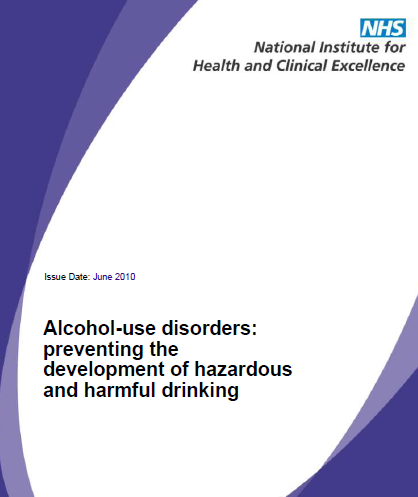 NHS
National Institute for
Health and Clinical Excellence
Issue Date: June 2010
Alcohol-use disorders:
preventing the
development of hazardous
and harmful drinking